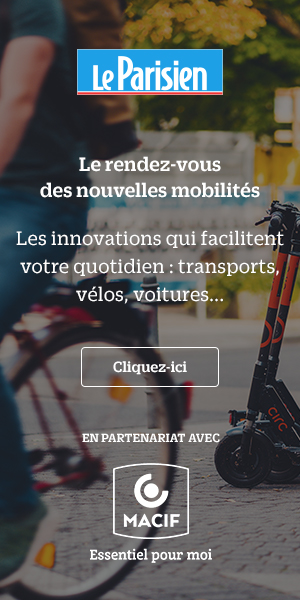 Le Parisien
Le rendez-vous
des nouvelles mobilités
Les innovations qui facilitent
votre quotidien : transports,
vélos, voitures...
Cliquez-ici
circ
EN PARTENARIAT AVEC
MACIF
Essentiel pour moi